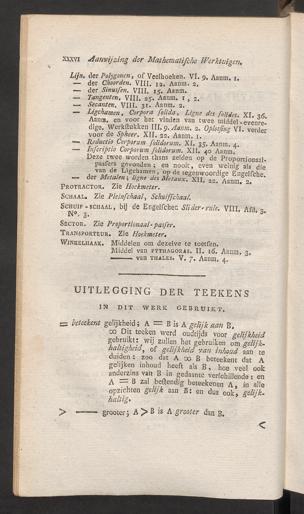 XXXVI Aanwijzing der Mathematische Werktuigen.
Lijn. der Polygonen, of Veelhoeken. VI. 9. Aanm. 1.
— der Choorden. VIII. 12. Aanm. 2.
— der Sinussen. VIII. 15. Aanm.
— Tangenten. VIII. 25. Aanm. 1, 2.
— Secanten. VIII. 31. Aanm. 2.
— Ligchamen, Corpora solida, Ligne des solides. XI. 36.
Aanm. en voor het vinden van twee middel-evenre-
dige, Werkstukken III. 9. Aanm. 2. Oplossing VI. verder
voor de Spheer. XII. 22. Aanm. 1.
— Reductio Corporum solidorum. XI. 35. Aanm. 4.
— Inscriptio Corporum solidorum. XII. 40 Aanm.
Deze twee worden thans zelden op de Proportionaal-
passers gevonden; en nooit, even weinig als die
van de Ligchamen, op de tegenwoordige Engelsche.
— der Metalen; ligne des Metaux. XII. 22. Aanm. 2.
PROTRACTOR. Zie Hoekmeter.
SCHAAL. Zie Pleinschaal, Schuifschaal.
SCHUIF-SCHAAL, bij de Engelschen Slider-rule. VIII. Afd. 3.
N°. 3.
SECTOR. Zie Proportionaal-passer.
TRANSPORTEUR. Zie Hoekmeter.
WINKELHAAK. Middelen om dezelve te toetsen.
Middel van PYTHAGORAS. II. 16. Aanm. 3.
—— van THALES. V. 7. Aanm. 4.
UITLEGGING DER TEEKENS
IN DIT WERK GEBRUIKT.
= beteekent gelijkheid; A = B is A gelijk aan B.
∞ Dit teeken werd oudtijds voor gelijkheid
gebruikt: wij zullen het gebruiken om gelijk-
haltigheid, of gelijkheid van inhoud aan te
duiden: zoo dat A ∞ B beteekent dat A
gelijken inhoud heeft als B, hoe veel ook
anderzins van B in gedaante verschillende: en
A = B zal bestendig beteekenen A, in alle
opzichten gelijk aan B: en dus ook, gelijk-
haltig.
> —— grooter; A > B is A grooter dan B.
<